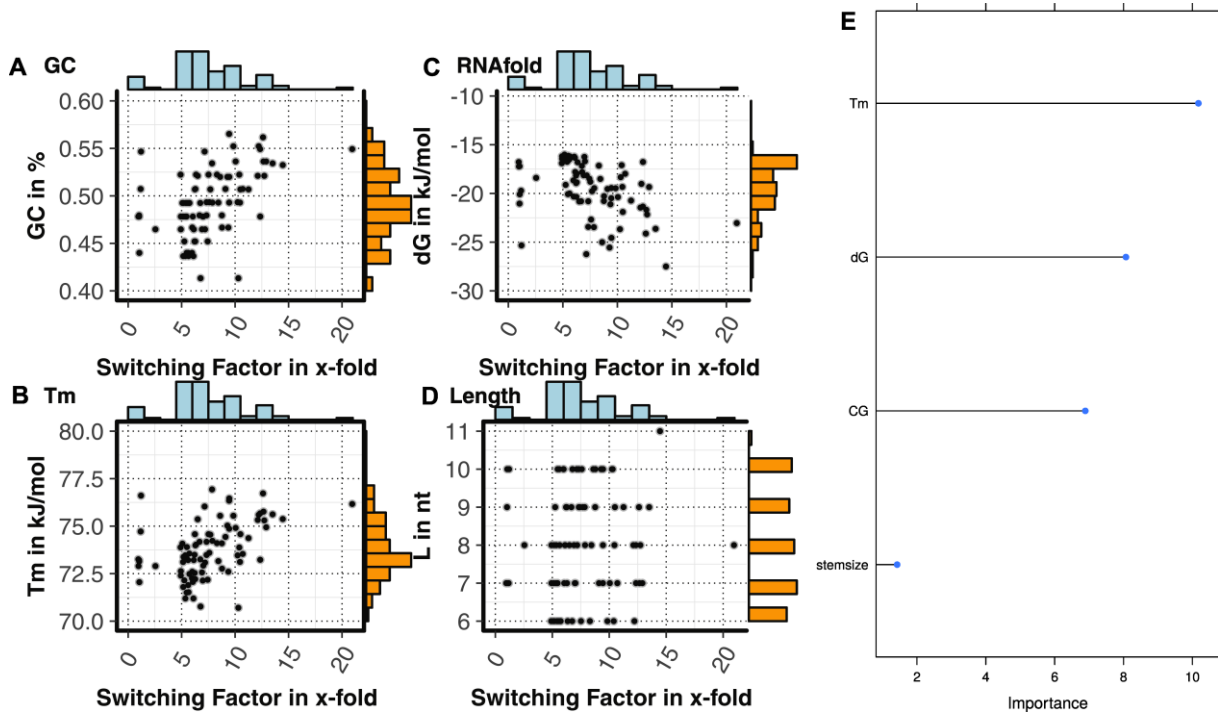 A GC
0.60
0.55
0.50
0.45
0.40
GC in %
0 5 10 15 20
Switching Factor in x-fold
C RNAfold
-10
-15
-20
-25
-30
dG in kJ/mol
0 5 10 15 20
Switching Factor in x-fold
B Tm
80.0
77.5
75.0
72.5
70.0
Tm in kJ/mol
0 5 10 15 20
Switching Factor in x-fold
D Length
11
10
9
8
7
6
L in nt
0 5 10 15 20
Switching Factor in x-fold
E
Tm
dG
CG
stemsize
2 4 6 8 10
Importance